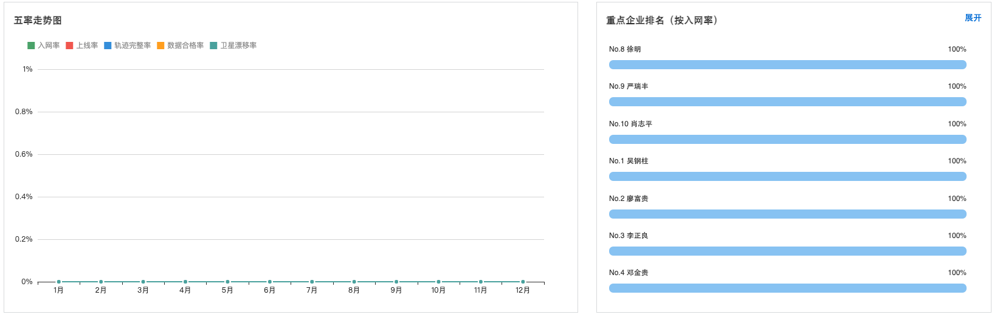 五率走势图
入网率 上线率 轨迹完整率 数据合格率 卫星漂移率
1%
0.8%
0.6%
0.4%
0.2%
0%
1月 2月 3月 4月 5月 6月 7月 8月 9月 10月 11月 12月
重点企业排名（按入网率） 展开
No.8 徐明 100%
No.9 严瑞丰 100%
No.10 肖志平 100%
No.1 吴钢柱 100%
No.2 廖富贵 100%
No.3 李正良 100%
No.4 邓金贵 100%